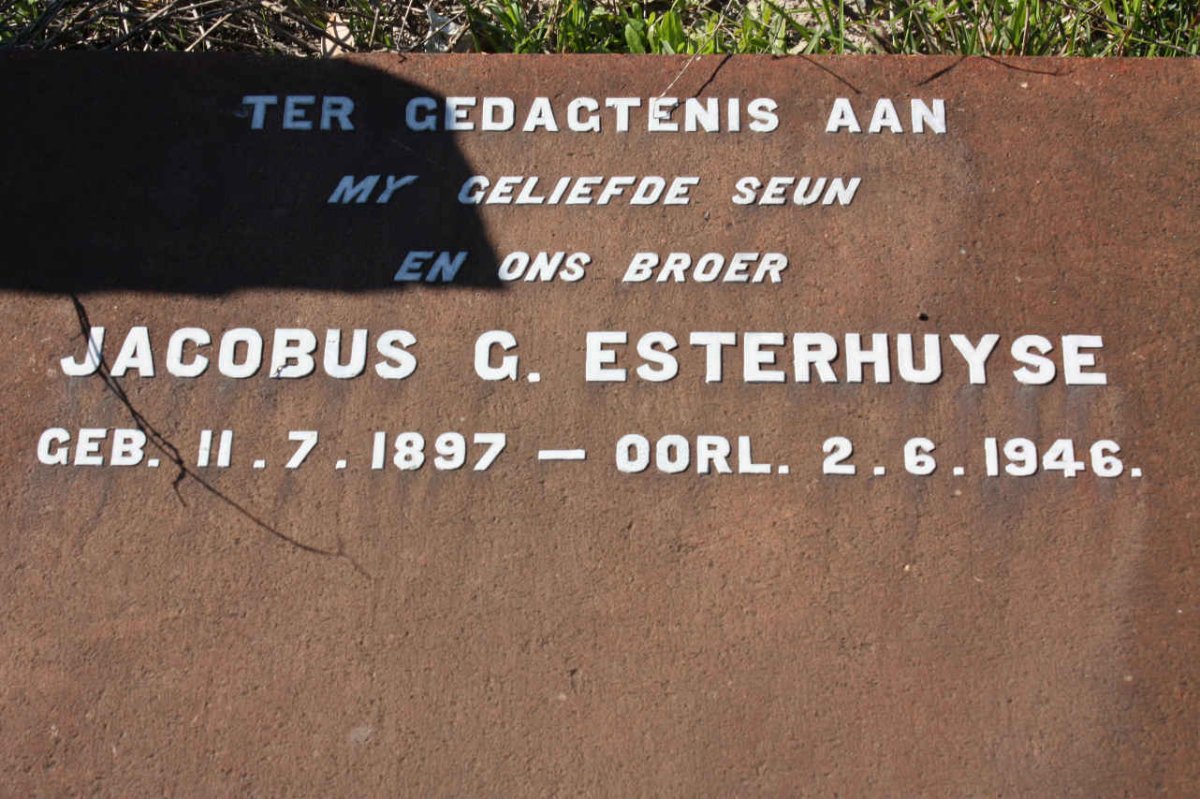 TER GEDAGTENIS AAN
MY GELIEFDE SEUN
EN ONS BROER
JACOBUS G. ESTERHUYSE
GEB. 11.7.1897 — OORL. 2.6.1946.